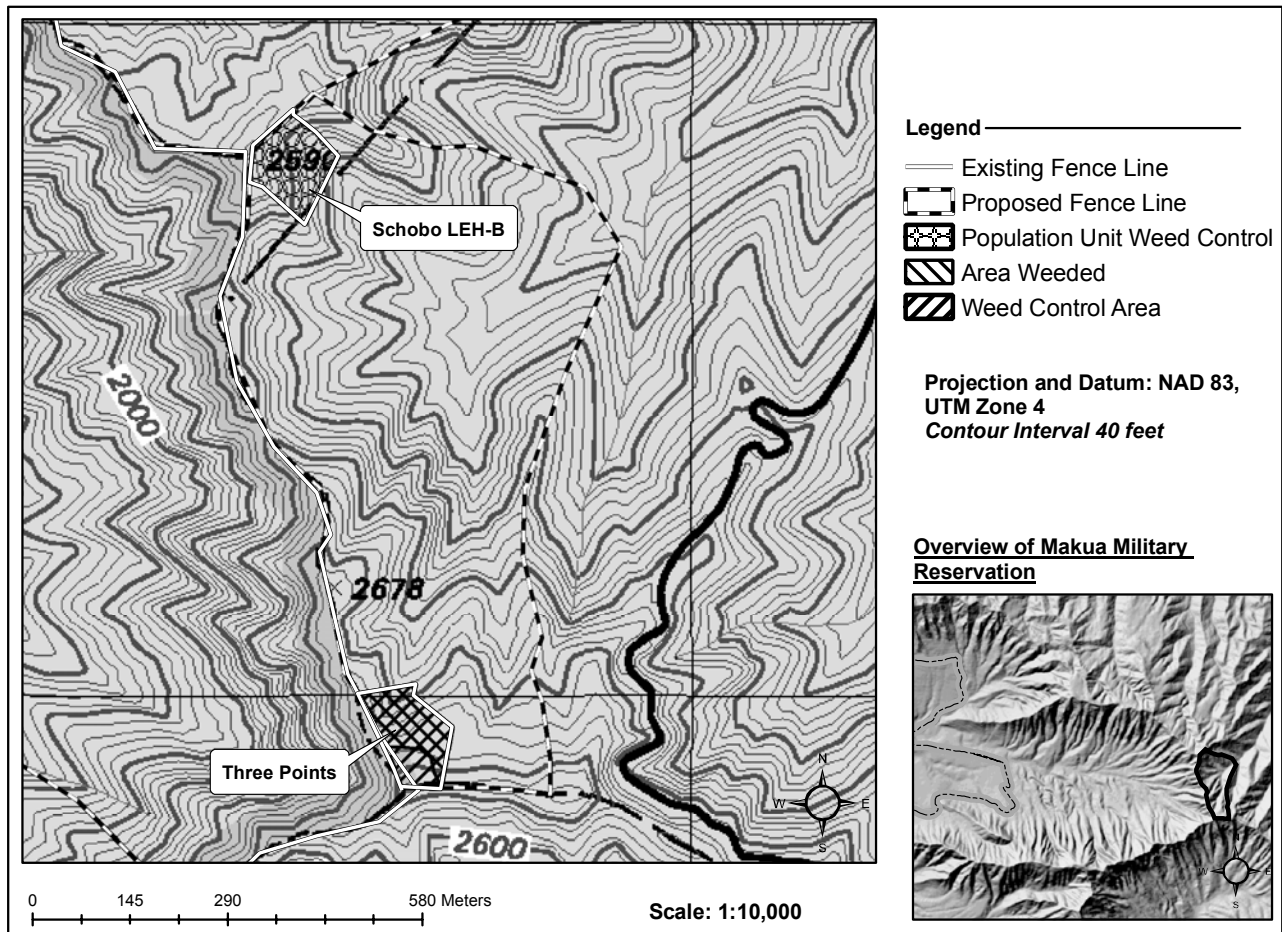 2590
Schobo LEH-B
2000
2678
Three Points
2600
N
W E
S
0 145 290 580 Meters
Scale: 1:10,000
Legend
Existing Fence Line
Proposed Fence Line
Population Unit Weed Control
Area Weeded
Weed Control Area
Projection and Datum: NAD 83,
UTM Zone 4
Contour Interval 40 feet
Overview of Makua Military
Reservation
W E
S